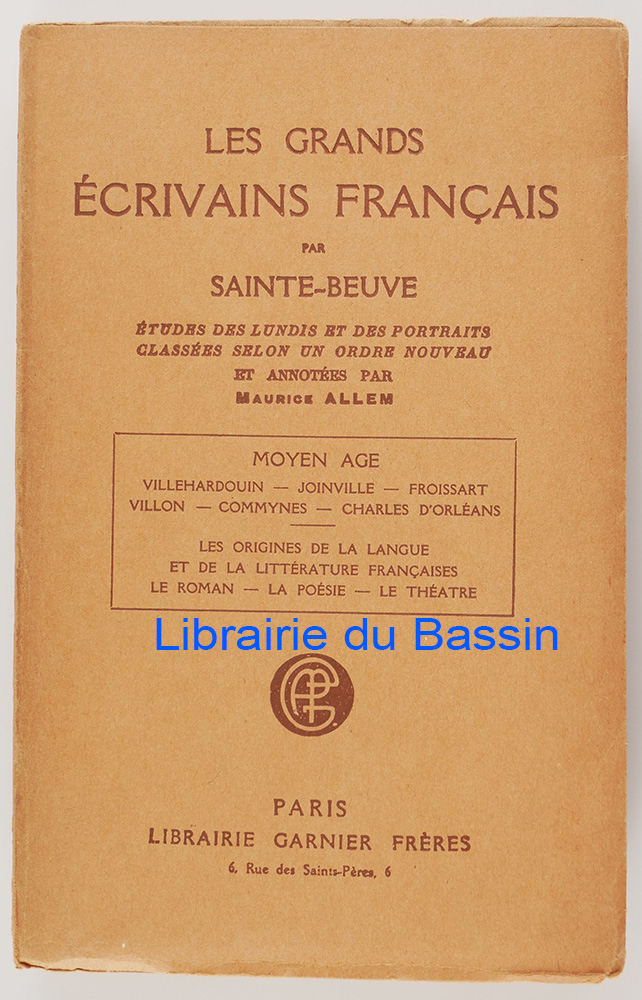 LES GRANDS
ÉCRIVAINS FRANÇAIS
PAR
SAINTE-BEUVE
ÉTUDES DES LUNDIS ET DES PORTRAITS
CLASSÉES SELON UN ORDRE NOUVEAU
ET ANNOTÉES PAR
MAURICE ALLEM
MOYEN AGE
VILLEHARDOUIN — JOINVILLE — FROISSART
VILLON — COMMYNES — CHARLES D'ORLÉANS
LES ORIGINES DE LA LANGUE
ET DE LA LITTÉRATURE FRANÇAISES
LE ROMAN — LA POÉSIE — LE THÉATRE
Librairie du Bassin
PARIS
LIBRAIRIE GARNIER FRÈRES
6, Rue des Saints-Pères, 6